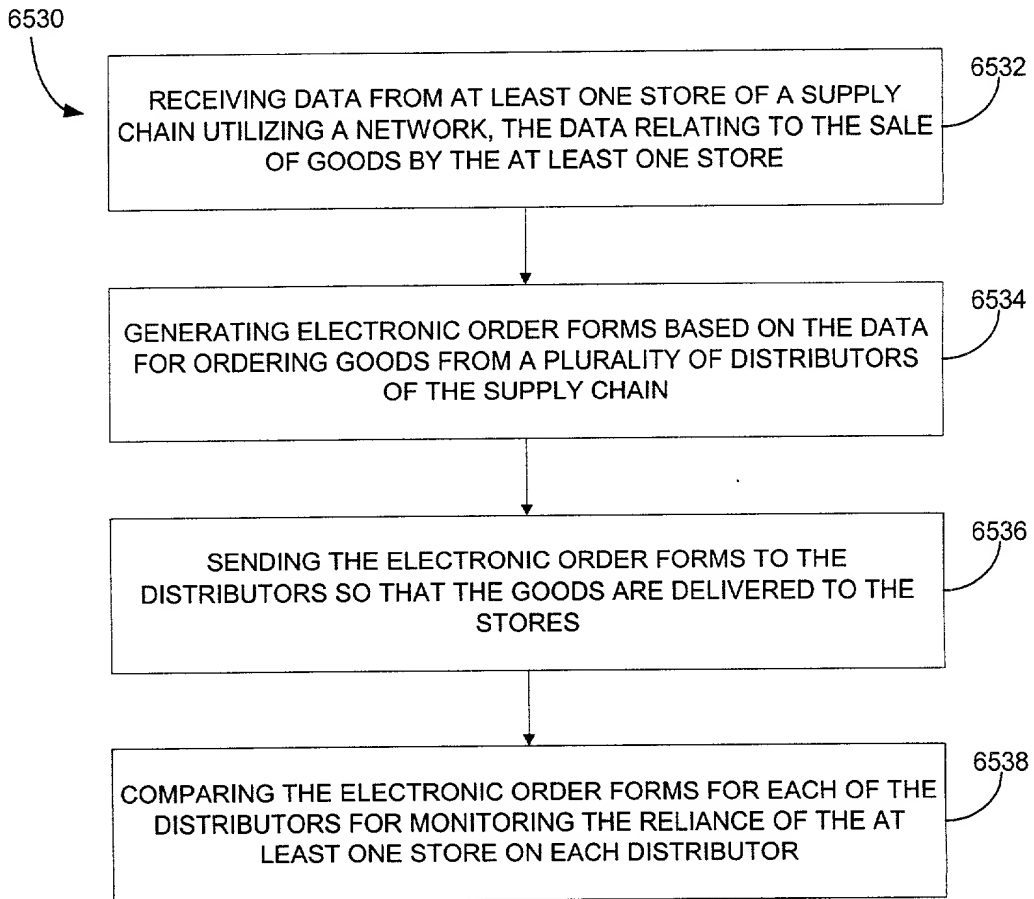 6530
6532
RECEIVING DATA FROM AT LEAST ONE STORE OF A SUPPLY
CHAIN UTILIZING A NETWORK, THE DATA RELATING TO THE SALE
OF GOODS BY THE AT LEAST ONE STORE
6534
GENERATING ELECTRONIC ORDER FORMS BASED ON THE DATA
FOR ORDERING GOODS FROM A PLURALITY OF DISTRIBUTORS
OF THE SUPPLY CHAIN
6536
SENDING THE ELECTRONIC ORDER FORMS TO THE
DISTRIBUTORS SO THAT THE GOODS ARE DELIVERED TO THE
STORES
6538
COMPARING THE ELECTRONIC ORDER FORMS FOR EACH OF THE
DISTRIBUTORS FOR MONITORING THE RELIANCE OF THE AT
LEAST ONE STORE ON EACH DISTRIBUTOR